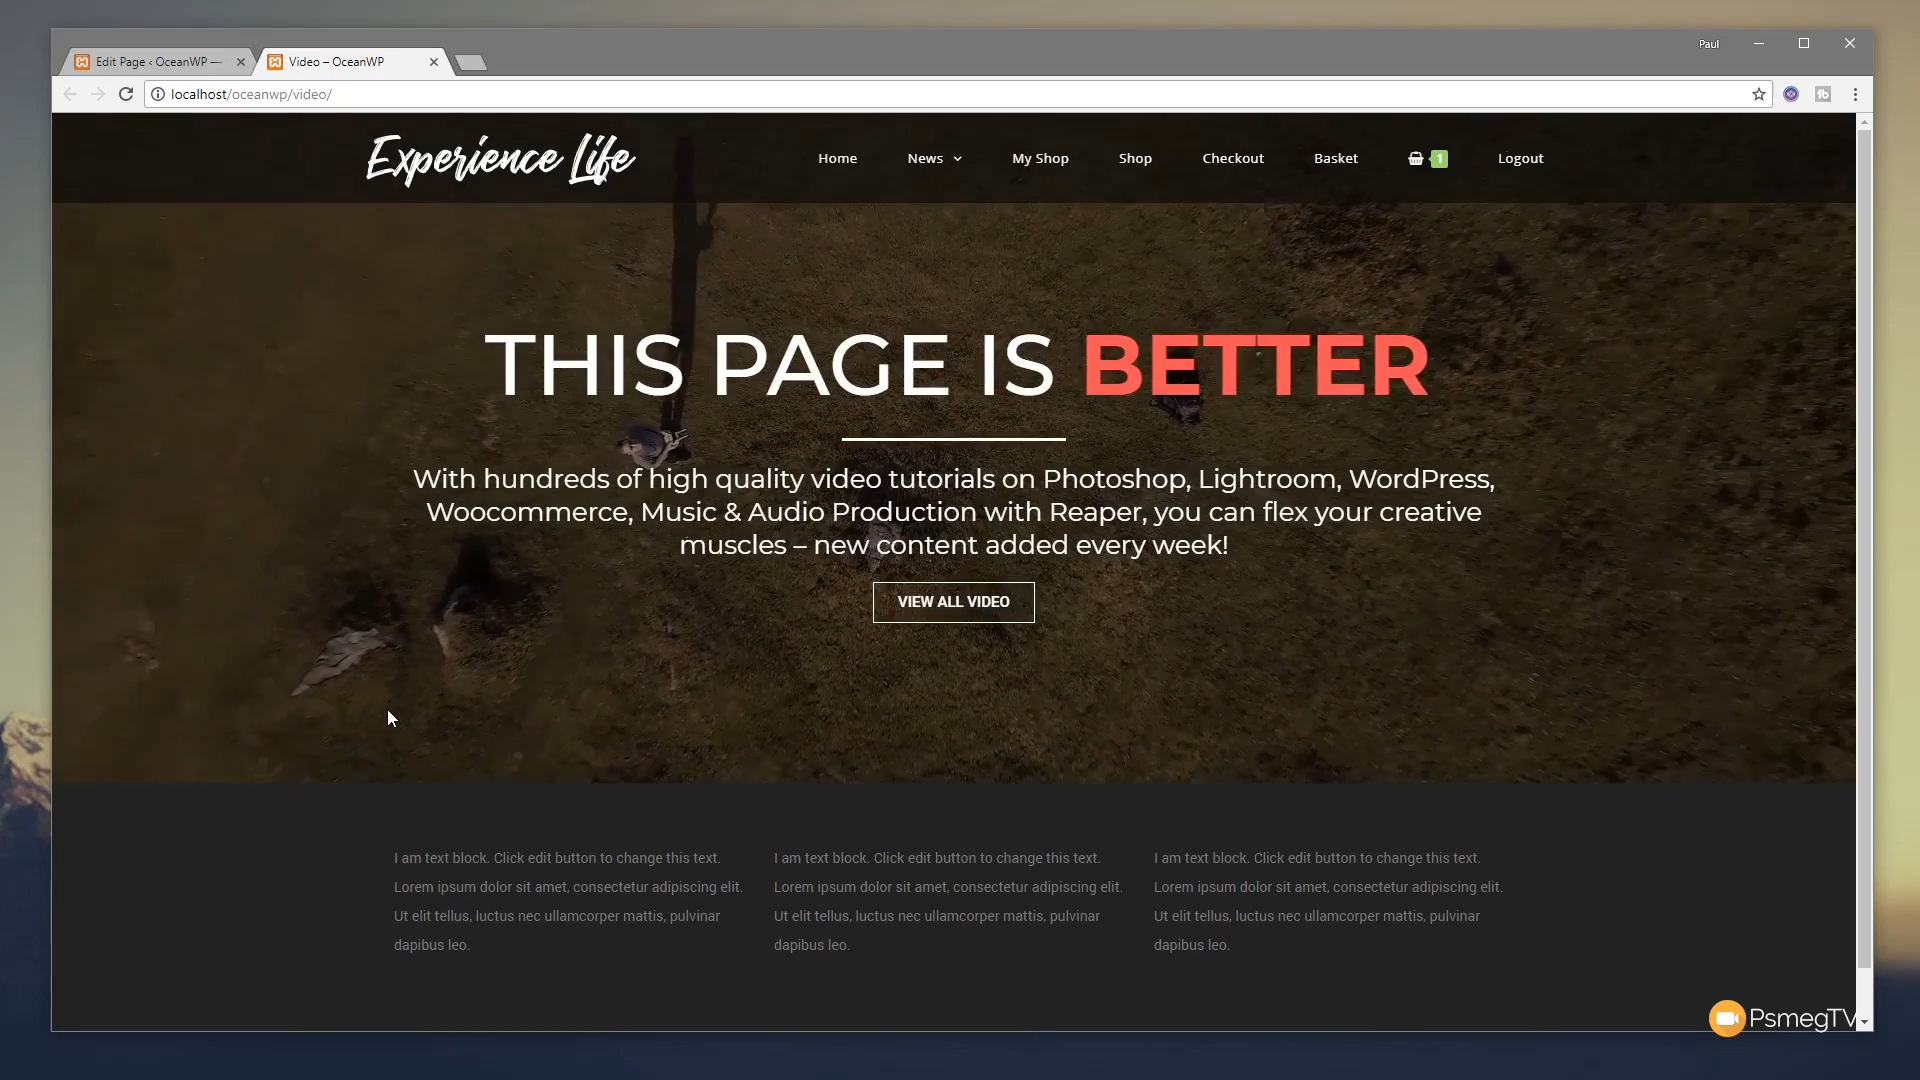 Paul
Edit Page ‹ OceanWP —
Video – OceanWP
localhost/oceanwp/video/
Experience Life
Home News My Shop Shop Checkout Basket 1 Logout
THIS PAGE IS BETTER
With hundreds of high quality video tutorials on Photoshop, Lightroom, WordPress,
Woocommerce, Music & Audio Production with Reaper, you can flex your creative
muscles – new content added every week!
VIEW ALL VIDEO
I am text block. Click edit button to change this text.
Lorem ipsum dolor sit amet, consectetur adipiscing elit.
Ut elit tellus, luctus nec ullamcorper mattis, pulvinar
dapibus leo.
I am text block. Click edit button to change this text.
Lorem ipsum dolor sit amet, consectetur adipiscing elit.
Ut elit tellus, luctus nec ullamcorper mattis, pulvinar
dapibus leo.
I am text block. Click edit button to change this text.
Lorem ipsum dolor sit amet, consectetur adipiscing elit.
Ut elit tellus, luctus nec ullamcorper mattis, pulvinar
dapibus leo.
PsmegTV